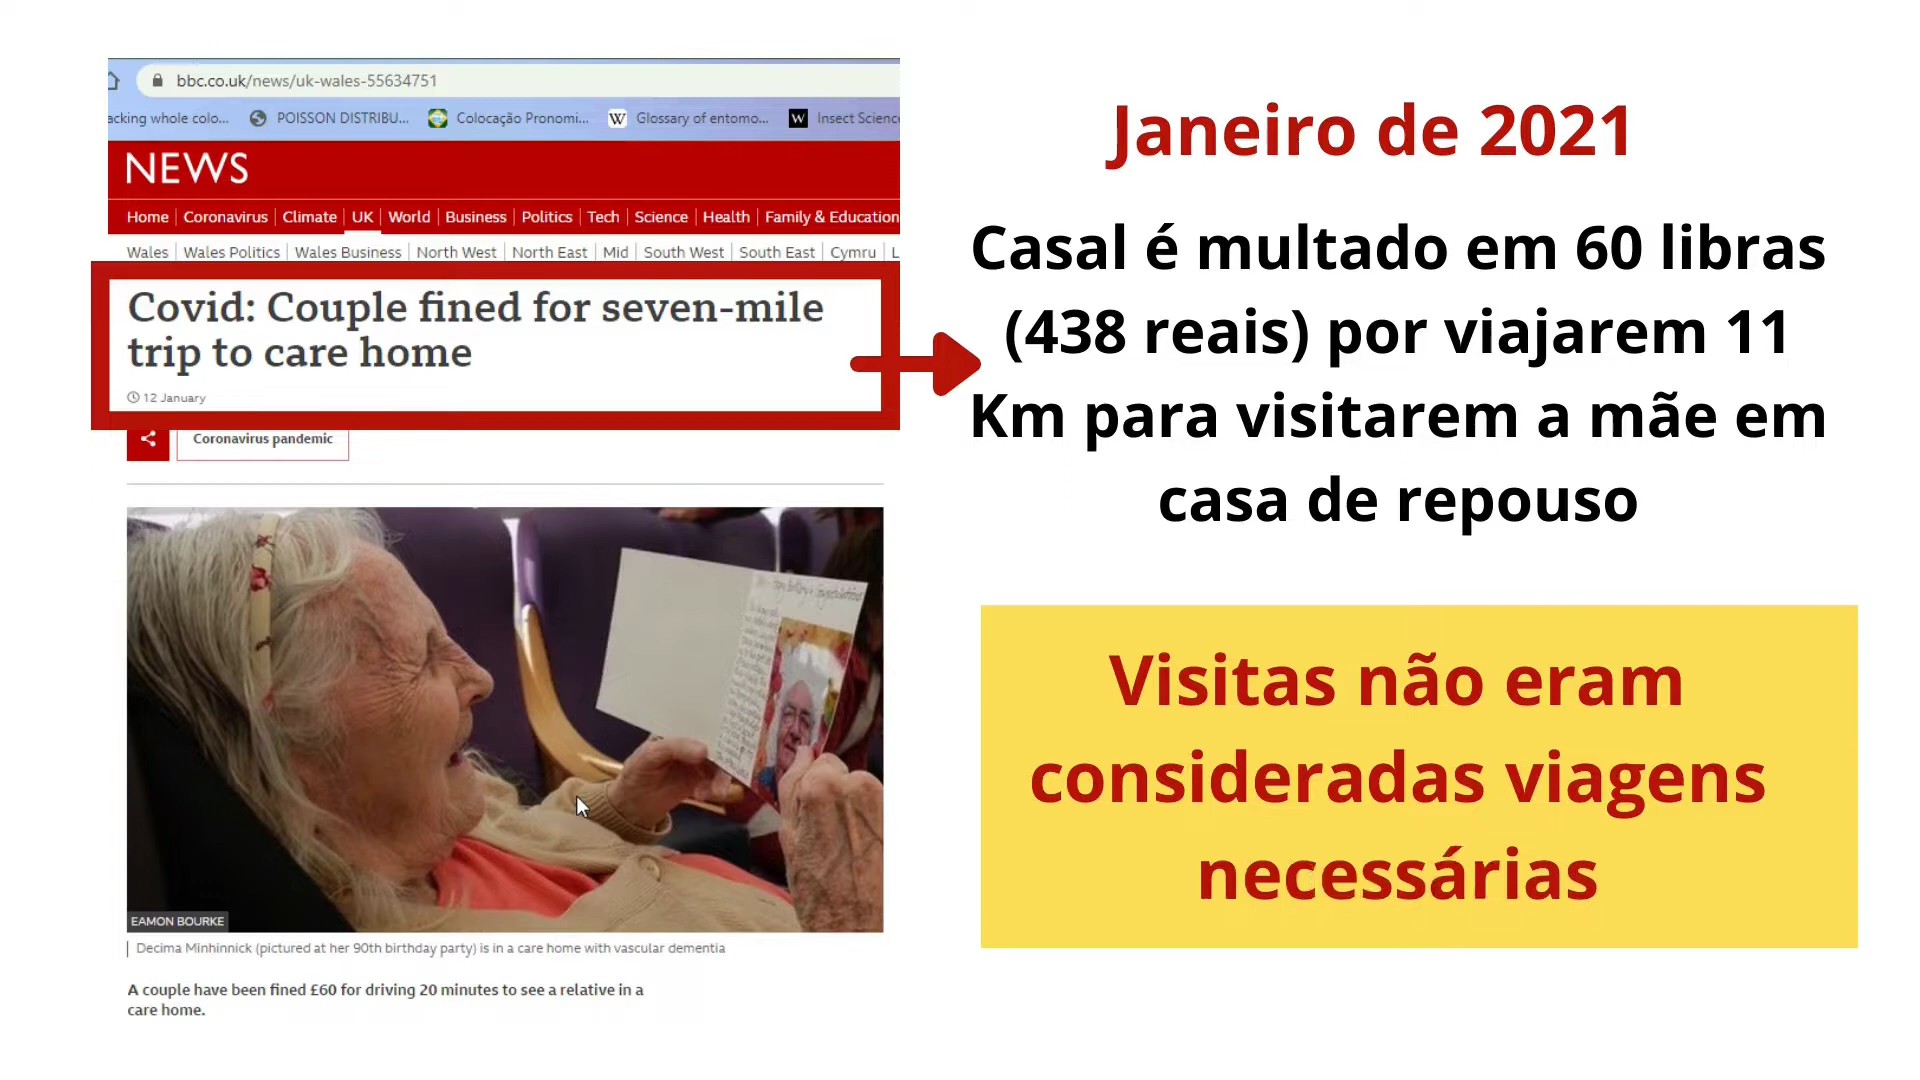 bbc.co.uk/news/uk-wales-55634751
acking whole colo... POISSON DISTRIBU... Colocação Pronomi... Glossary of entomo... Insect Science
NEWS
Home Coronavirus Climate UK World Business Politics Tech Science Health Family & Education
Wales Wales Politics Wales Business North West North East Mid South West South East Cymru L
Covid: Couple fined for seven-mile
trip to care home
12 January
Coronavirus pandemic
EAMON BOURKE
Decima Minhinnick (pictured at her 90th birthday party) is in a care home with vascular dementia
A couple have been fined £60 for driving 20 minutes to see a relative in a
care home.
Janeiro de 2021
Casal é multado em 60 libras
(438 reais) por viajarem 11
Km para visitarem a mãe em
casa de repouso
Visitas não eram
consideradas viagens
necessárias